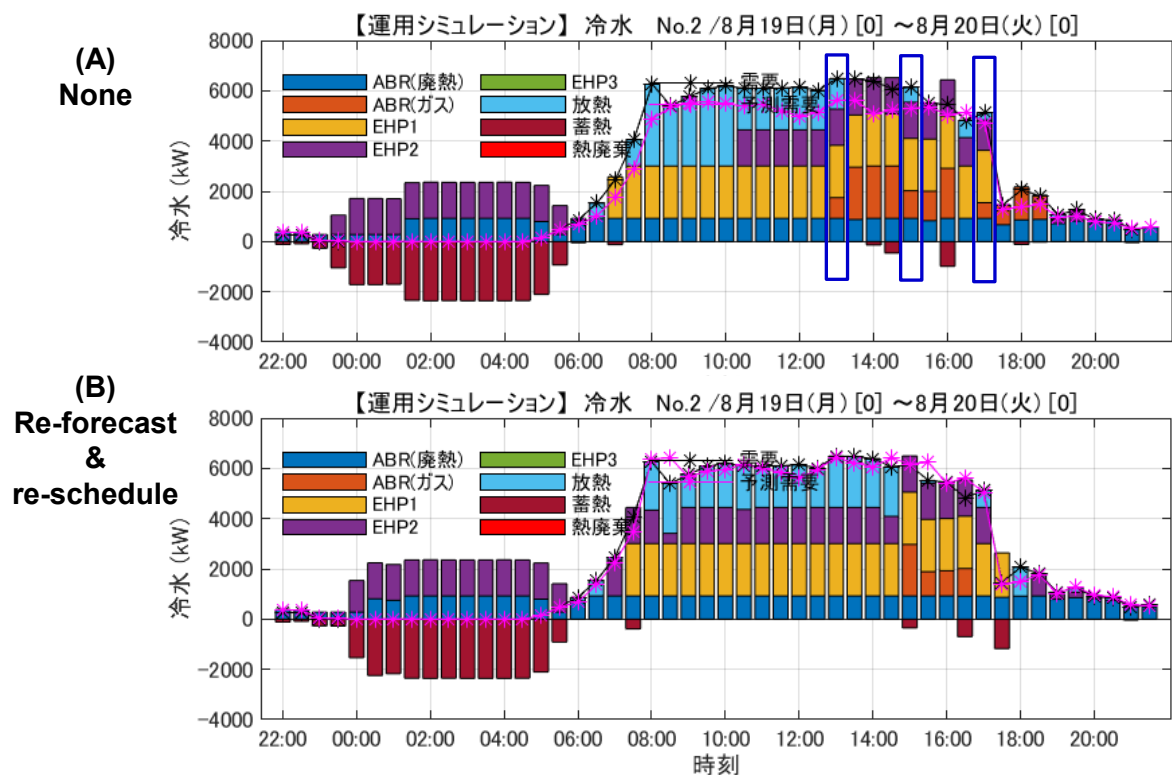 (A)
None
【運用シミュレーション】 冷水 No.2 /8月19日(月) [0] ～8月20日(火) [0]
冷水 (kW)
8000
6000
4000
2000
0
−2000
−4000
ABR(廃熱)
ABR(ガス)
EHP1
EHP2
EHP3
放熱
蓄熱
熱廃棄
需要
予測需要
22:00 00:00 02:00 04:00 06:00 08:00 10:00 12:00 14:00 16:00 18:00 20:00
(B)
Re-forecast
&
re-schedule
【運用シミュレーション】 冷水 No.2 /8月19日(月) [0] ～8月20日(火) [0]
冷水 (kW)
8000
6000
4000
2000
0
−2000
−4000
ABR(廃熱)
ABR(ガス)
EHP1
EHP2
EHP3
放熱
蓄熱
熱廃棄
需要
予測需要
22:00 00:00 02:00 04:00 06:00 08:00 10:00 12:00 14:00 16:00 18:00 20:00
時刻